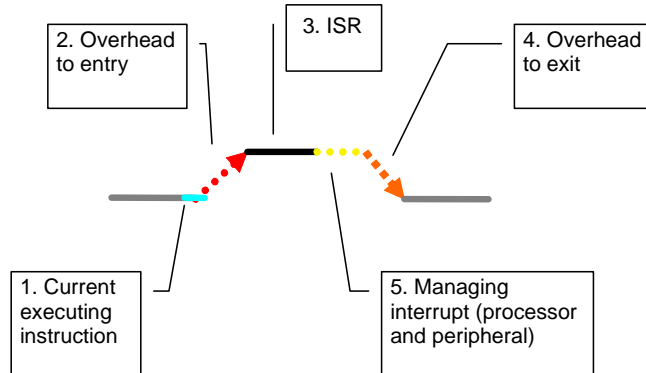 2. Overhead
to entry
3. ISR
4. Overhead
to exit
1. Current
executing
instruction
5. Managing
interrupt (processor
and peripheral)